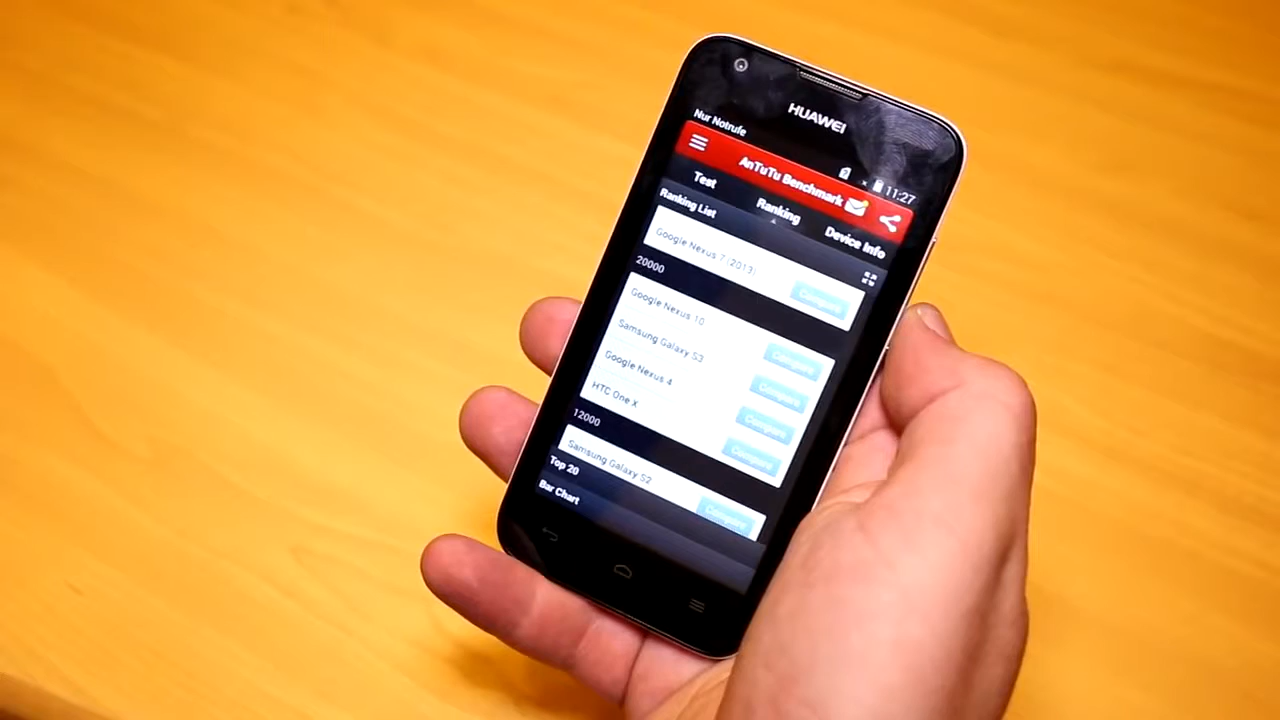 HUAWEI
Nur Notrufe
11:27
AnTuTu Benchmark
Test
Ranking
Device Info
Ranking List
Google Nexus 7 (2013)
Compare
20000
Google Nexus 10
Compare
Samsung Galaxy S3
Compare
Google Nexus 4
Compare
HTC One X
Compare
12000
Samsung Galaxy S2
Compare
Top 20
Bar Chart